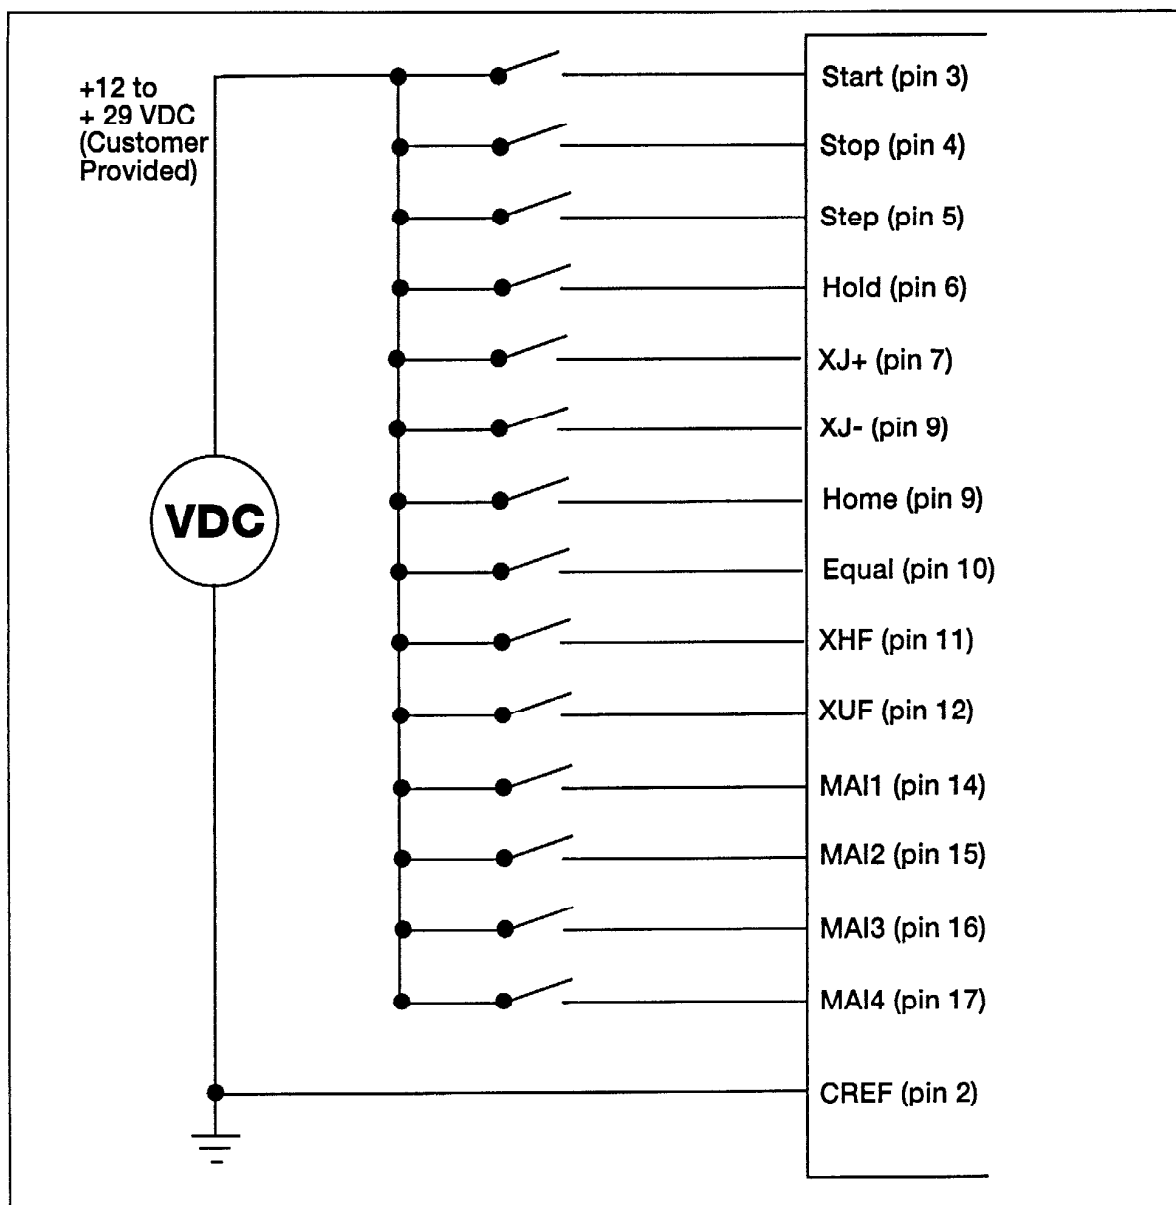 +12 to
+ 29 VDC
(Customer
Provided)
VDC
Start (pin 3)
Stop (pin 4)
Step (pin 5)
Hold (pin 6)
XJ+ (pin 7)
XJ- (pin 9)
Home (pin 9)
Equal (pin 10)
XHF (pin 11)
XUF (pin 12)
MAI1 (pin 14)
MAI2 (pin 15)
MAI3 (pin 16)
MAI4 (pin 17)
CREF (pin 2)